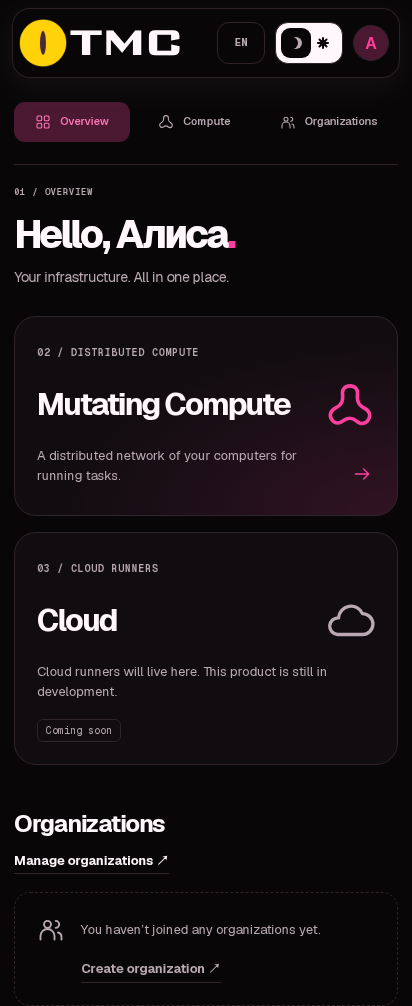 TMC
EN
A
Overview
Compute
Organizations
01 / OVERVIEW
Hello, Алиса.
Your infrastructure. All in one place.
02 / DISTRIBUTED COMPUTE
Mutating Compute
A distributed network of your computers for
running tasks.
→
03 / CLOUD RUNNERS
Cloud
Cloud runners will live here. This product is still in
development.
Coming soon
Organizations
Manage organizations ↗
You haven’t joined any organizations yet.
Create organization ↗